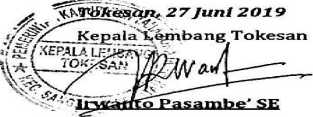 Tokesan, 27 Juni 2019
Kepala Lembang Tokesan
KEPALA LEMBANG
TOKESAN
Irwanto Pasambe' SE